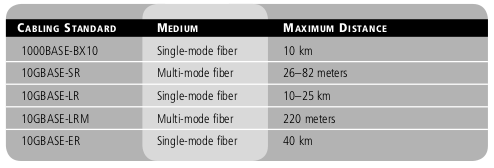 CABLING STANDARD MEDIUM MAXIMUM DISTANCE
1000BASE-BX10 Single-mode fiber 10 km
10GBASE-SR Multi-mode fiber 26–82 meters
10GBASE-LR Single-mode fiber 10–25 km
10GBASE-LRM Multi-mode fiber 220 meters
10GBASE-ER Single-mode fiber 40 km